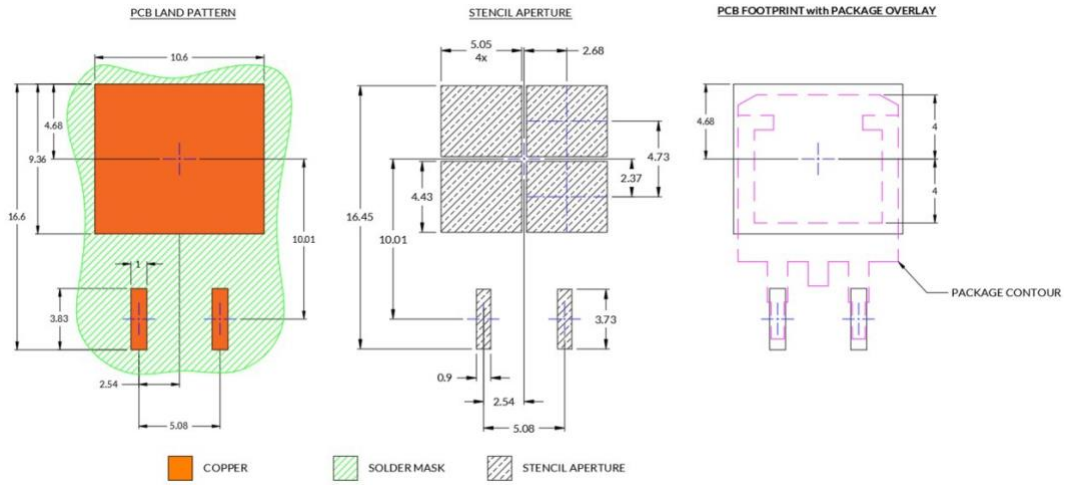 PCB LAND PATTERN
STENCIL APERTURE
PCB FOOTPRINT with PACKAGE OVERLAY
10.6
4.68
9.36
16.6
10.01
1
3.83
2.54
5.08
5.05
4x
2.68
4.73
2.37
4.43
16.45
10.01
3.73
0.9
2.54
5.08
4.68
4
4
PACKAGE CONTOUR
COPPER
SOLDER MASK
STENCIL APERTURE